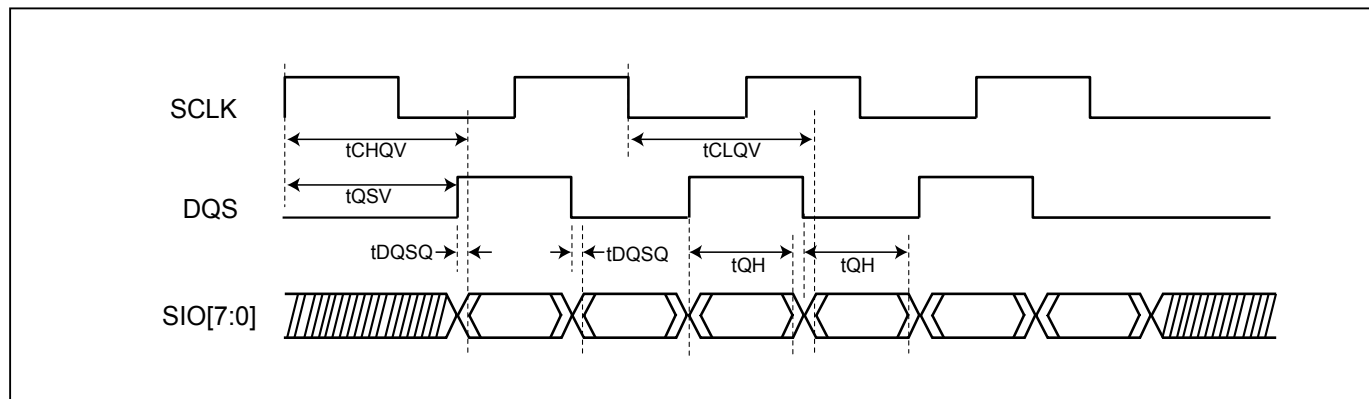 SCLK
tCHQV
tCLQV
tQSV
DQS
tDQSQ
tDQSQ
tQH
tQH
SIO[7:0]